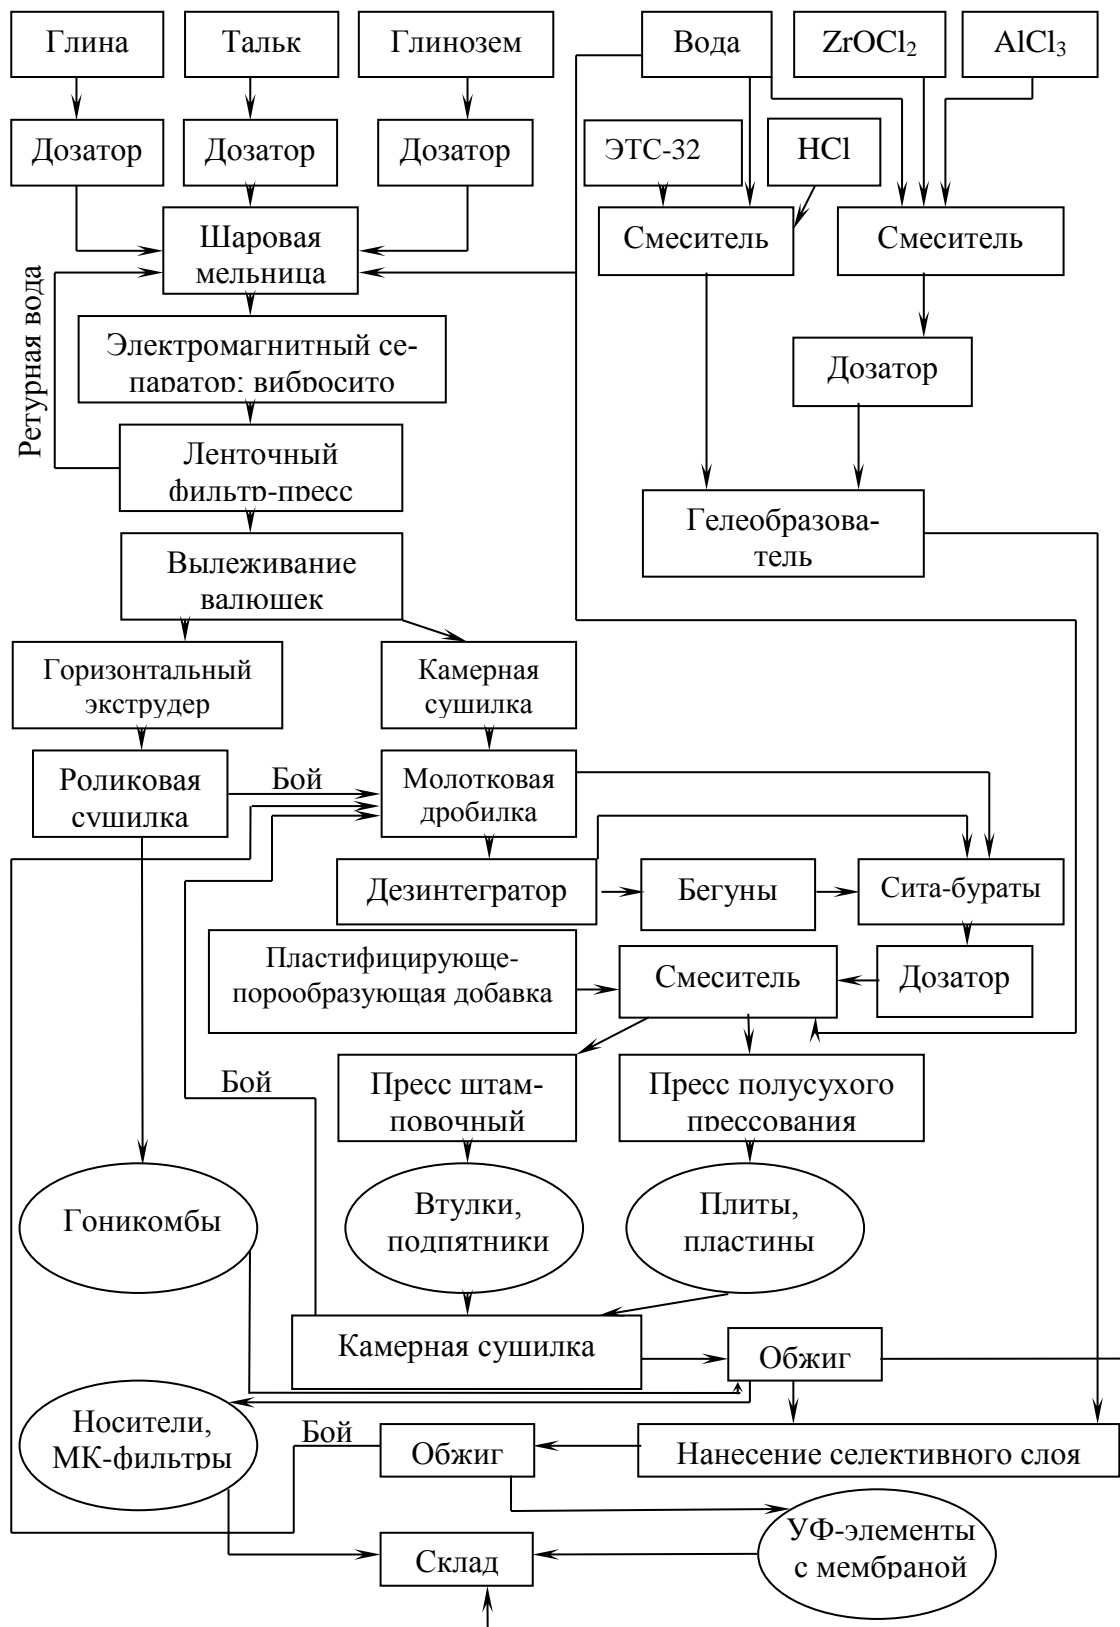 Глина
Тальк
Глинозем
Вода
ZrOCl₂
AlCl₃
Дозатор
Дозатор
Дозатор
ЭТС-32
HCl
Шаровая
мельница
Смеситель
Смеситель
Ретурная вода
Электромагнитный се-
паратор; вибросито
Дозатор
Ленточный
фильтр-пресс
Гелеобразова-
тель
Вылеживание
валюшек
Горизонтальный
экструдер
Камерная
сушилка
Роликовая
сушилка
Бой
Молотковая
дробилка
Дезинтегратор
Бегуны
Сита-бураты
Пластифицирующе-
порообразующая добавка
Смеситель
Дозатор
Бой
Пресс штам-
повочный
Пресс полусухого
прессования
Гоникомбы
Втулки,
подпятники
Плиты,
пластины
Камерная сушилка
Обжиг
Носители,
МК-фильтры
Бой
Обжиг
Нанесение селективного слоя
Склад
УФ-элементы
с мембраной